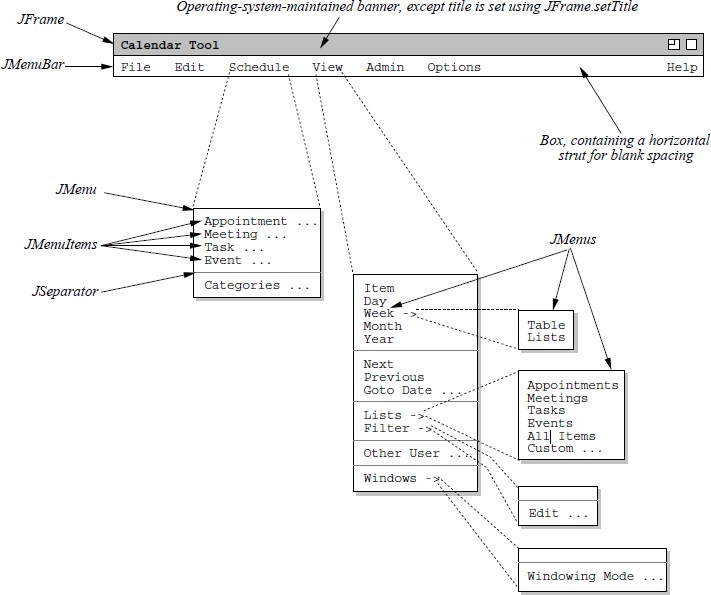 Operating-system-maintained banner, except title is set using JFrame.setTitle
JFrame
Calendar Tool
JMenuBar
File Edit Schedule View Admin Options Help
Box, containing a horizontal
strut for blank spacing
JMenu
Appointment ...
Meeting ...
Task ...
Event ...
Categories ...
JMenuItems
JSeparator
JMenus
Item
Day
Week ->
Month
Year
Next
Previous
Goto Date ...
Lists ->
Filter ->
Other User ...
Windows ->
Table
Lists
Appointments
Meetings
Tasks
Events
All Items
Custom ...
Edit ...
Windowing Mode ...